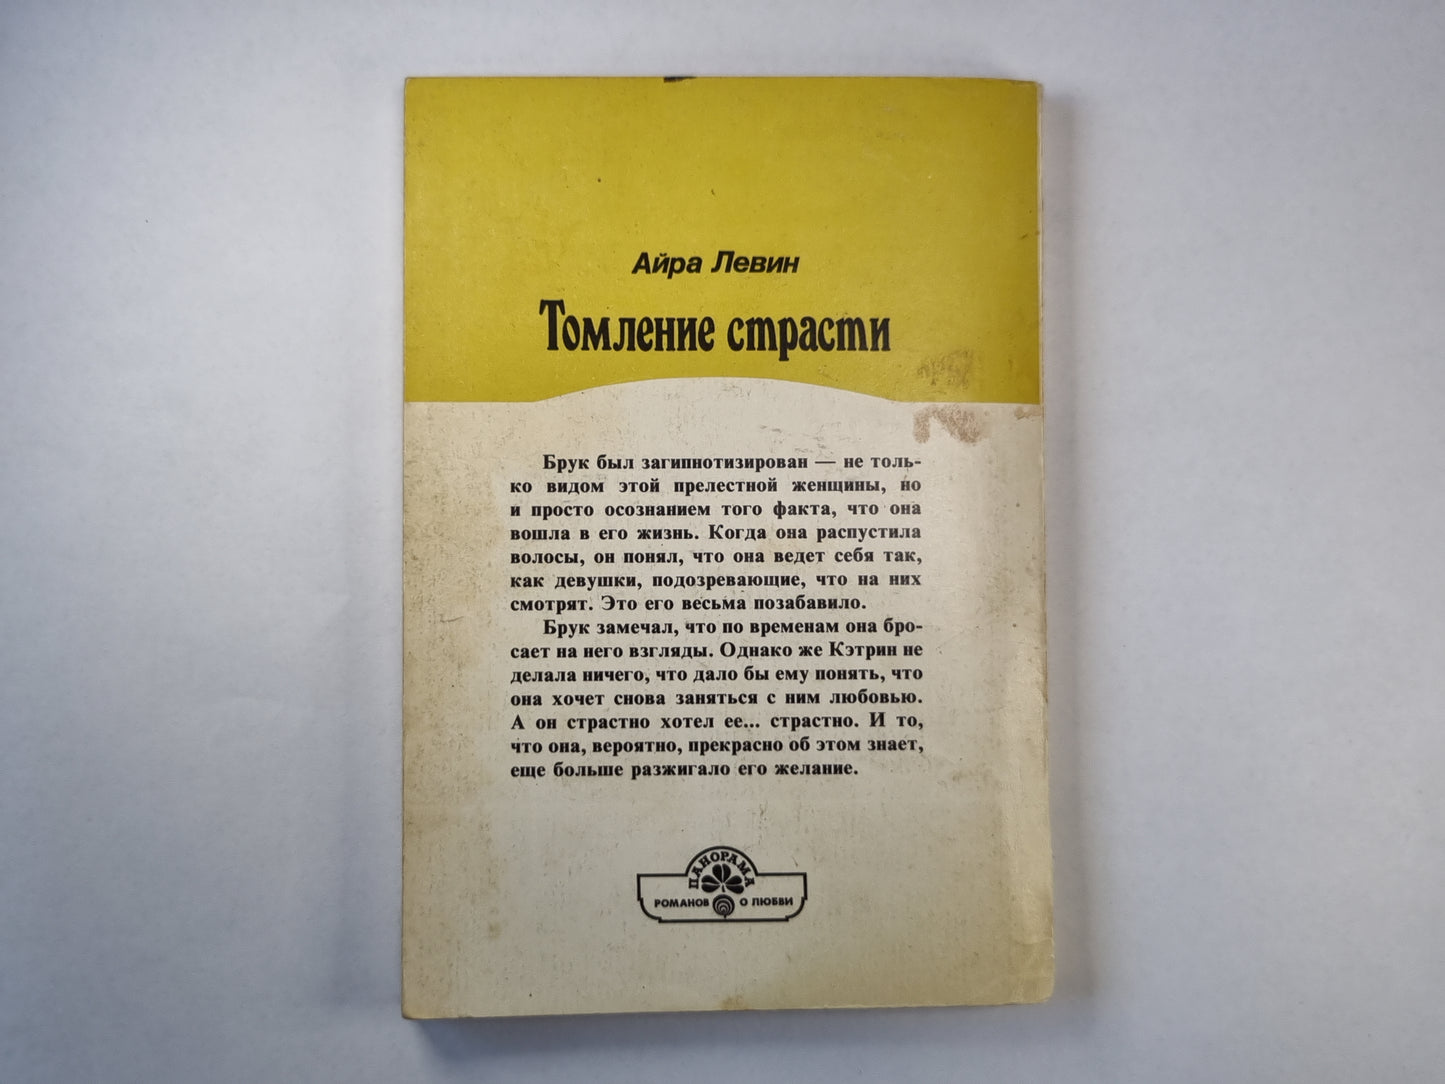 Айра Левин
Томление страсти
Брук был загипнотизирован — не толь-
ко видом этой прелестной женщины, но
и просто осознанием того факта, что она
вошла в его жизнь. Когда она распустила
волосы, он понял, что она ведет себя так,
как девушки, подозревающие, что на них
смотрят. Это его весьма позабавило.
Брук замечал, что по временам она бро-
сает на него взгляды. Однако же Кэтрин не
делала ничего, что дало бы ему понять, что
она хочет снова заняться с ним любовью.
А он страстно хотел ее... страстно. И то,
что она, вероятно, прекрасно об этом знает,
еще больше разжигало его желание.
ПАНОРАМА
РОМАНОВ О ЛЮБВИ